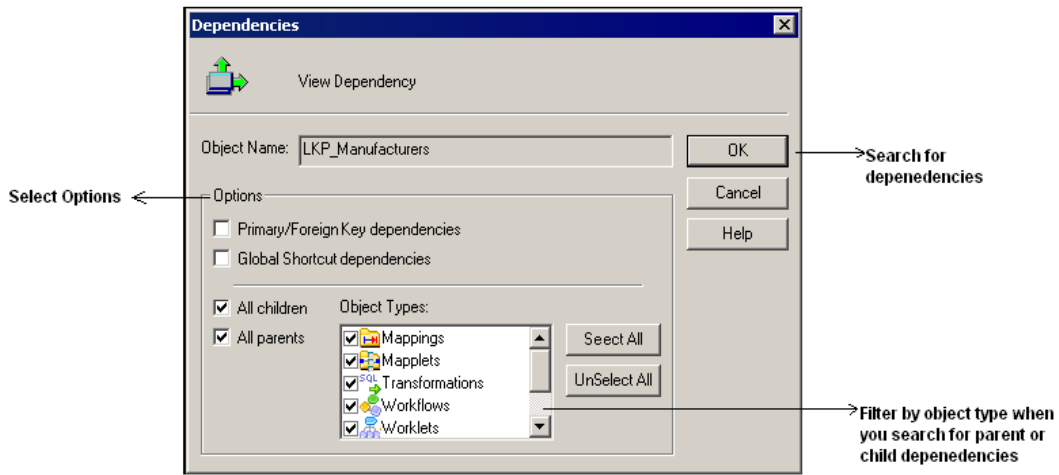 Dependencies
View Dependency
Object Name: LKP_Manufacturers
OK
Search for
depenedencies
Select Options
Options
Cancel
Primary/Foreign Key dependencies
Help
Global Shortcut dependencies
All children
Object Types:
All parents
Mappings
Seect All
Mapplets
SQL Transformations
UnSelect All
Workflows
Worklets
Filter by object type when
you search for parent or
child depenedencies